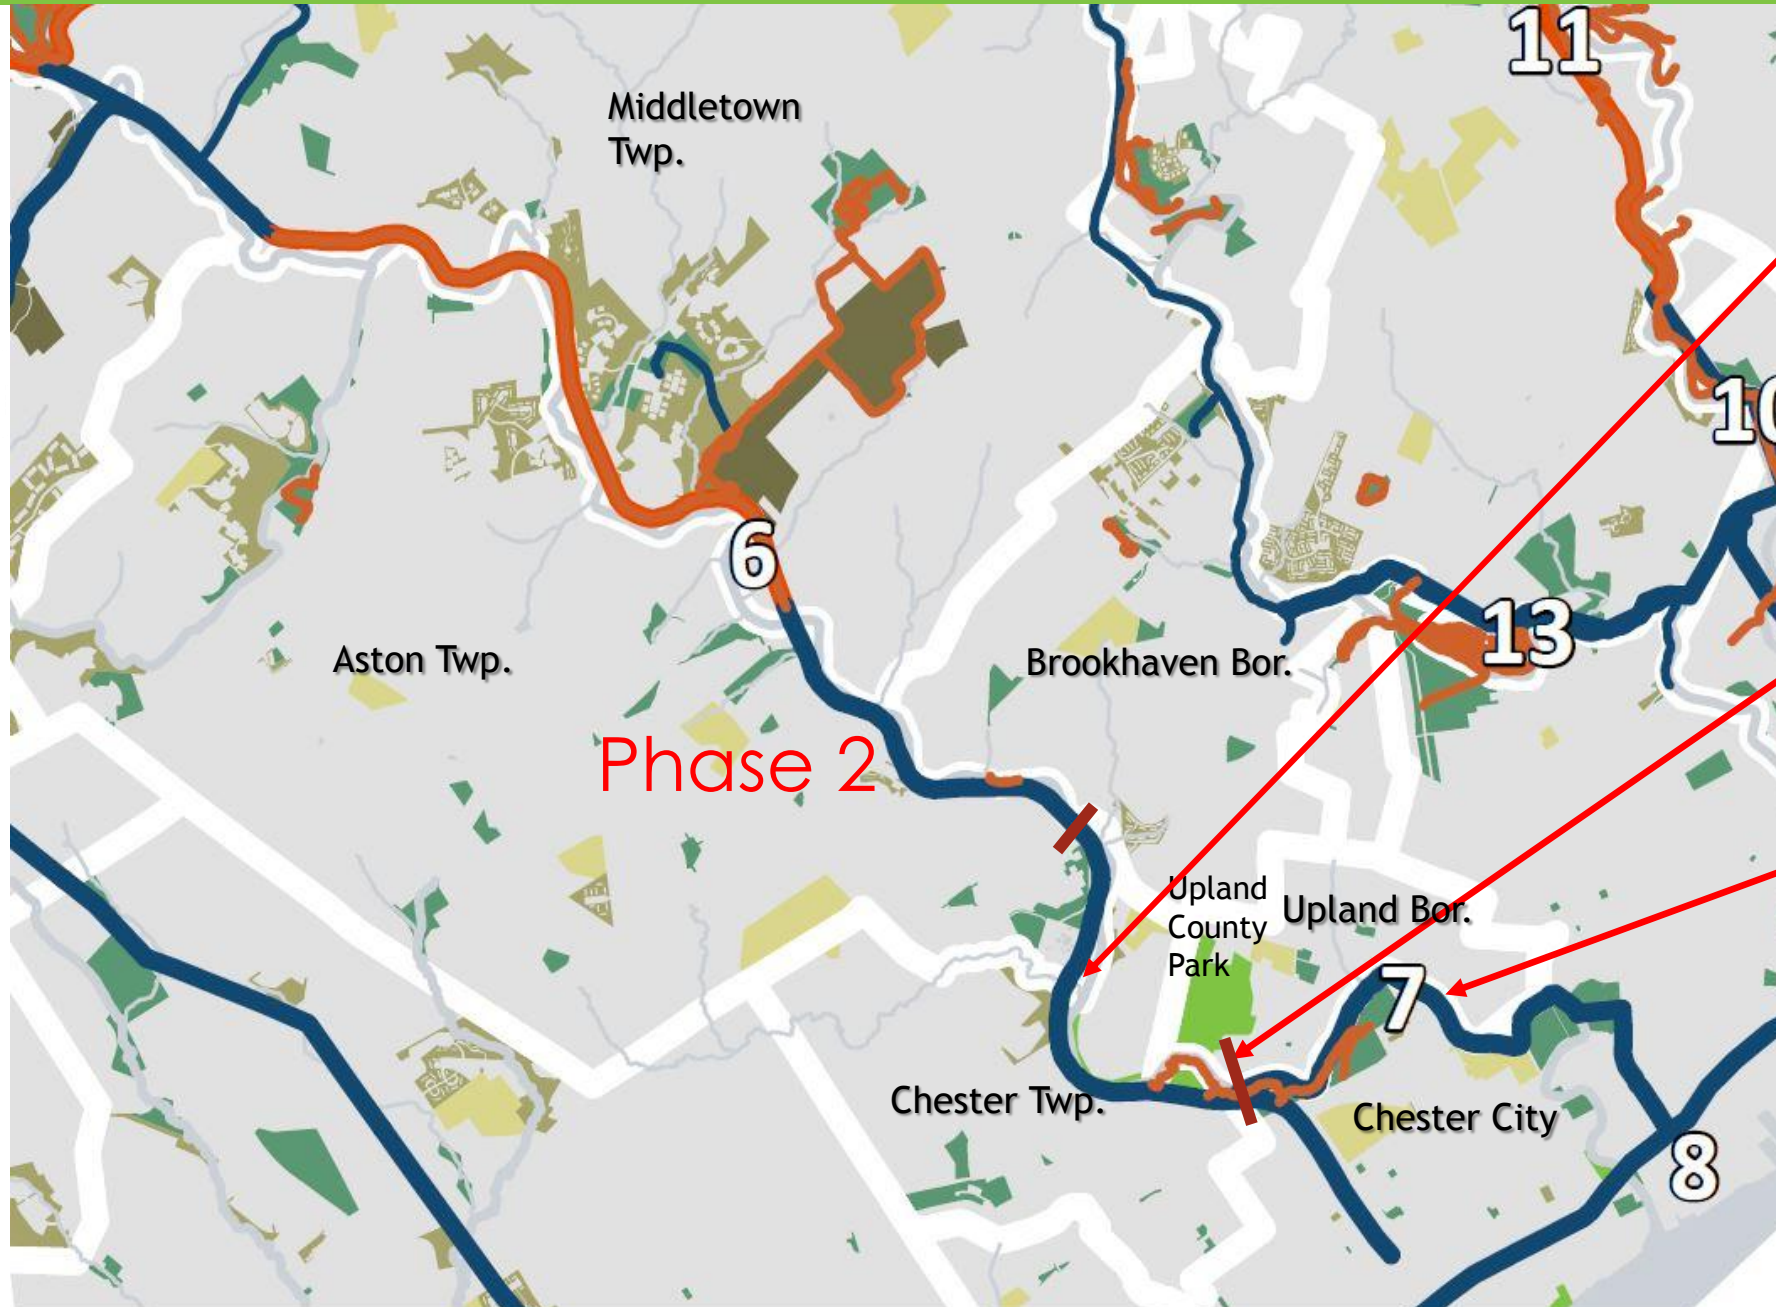 11
Middletown
Twp.
10
6
13
Aston Twp.
Brookhaven Bor.
Phase 2
Upland
County
Park
Upland Bor.
7
Chester Twp.
Chester City
8